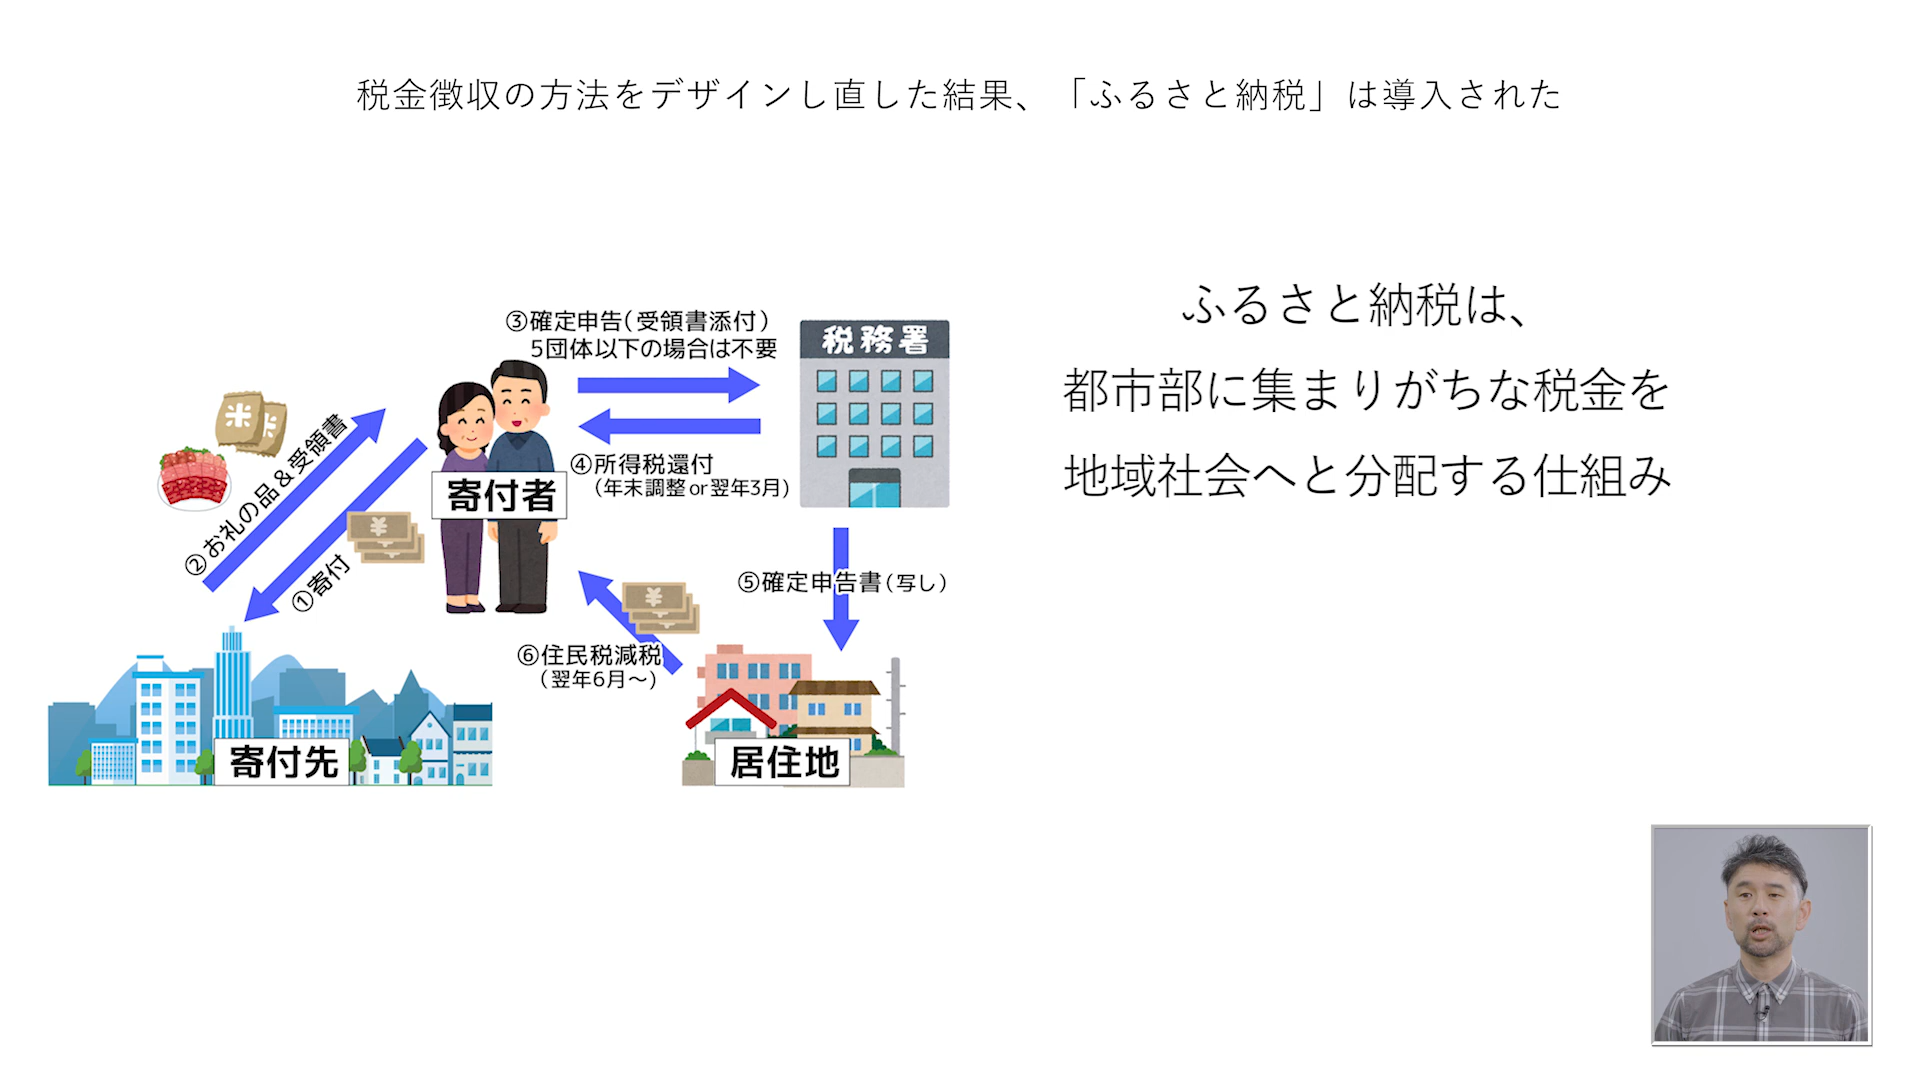 税金徴収の方法をデザインし直した結果、「ふるさと納税」は導入された
ふるさと納税は、
都市部に集まりがちな税金を
地域社会へと分配する仕組み
③確定申告(受領書添付)
5団体以下の場合は不要
税務署
米
米
②お礼の品&受領書
①寄付
¥
寄付者
④所得税還付
(年末調整or翌年3月)
⑤確定申告書(写し)
¥
⑥住民税減税
(翌年6月～)
寄付先
居住地